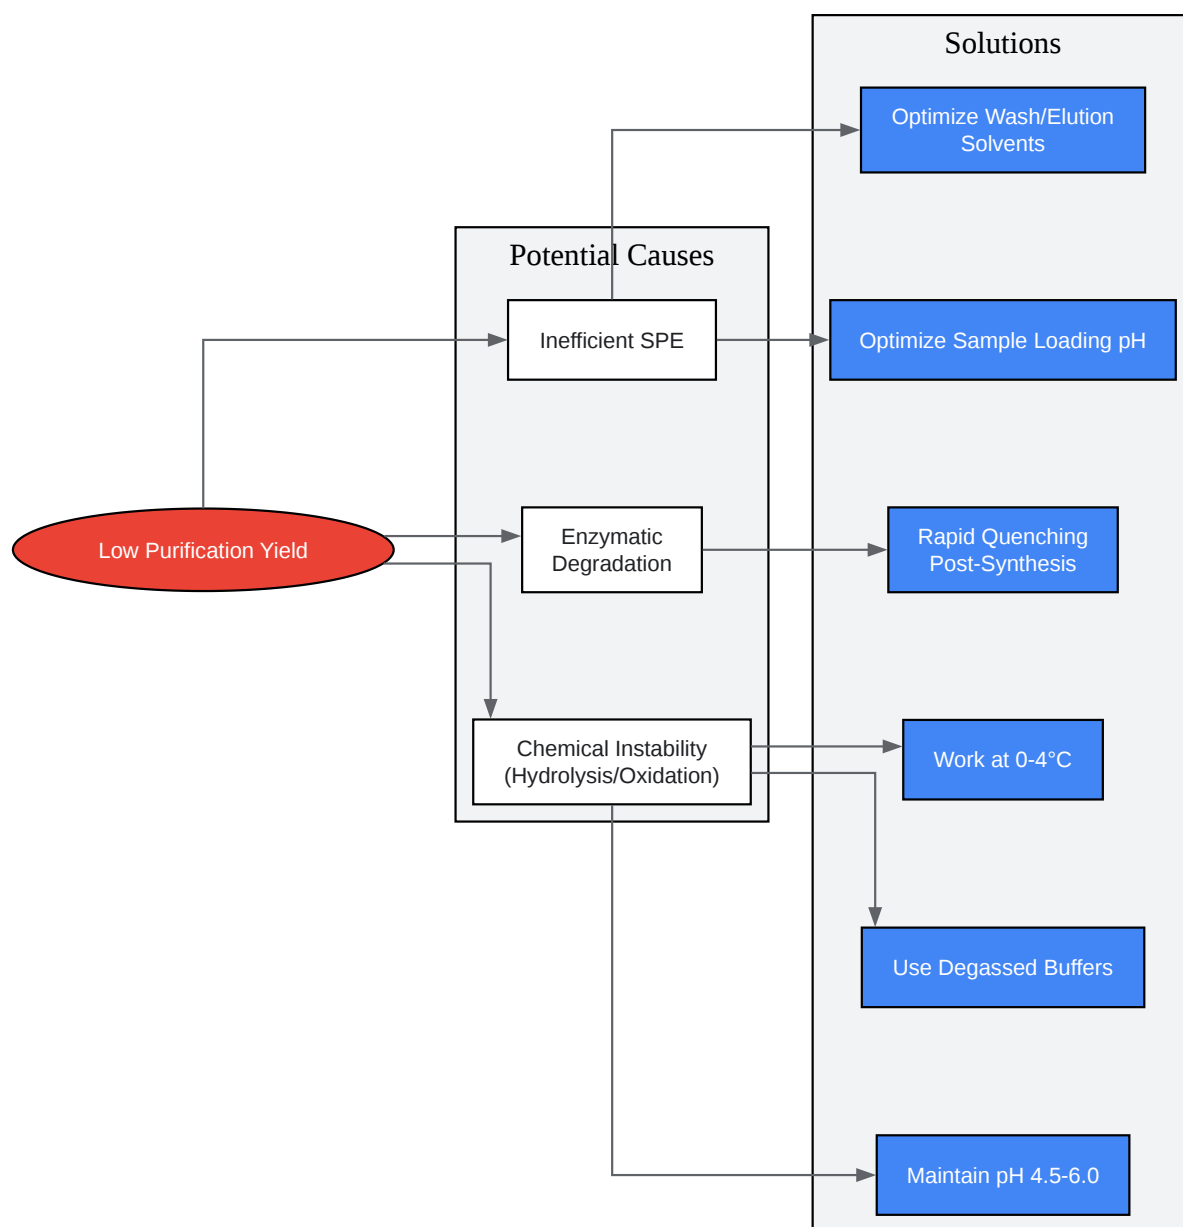 Solutions
Optimize Wash/Elution
Solvents
Potential Causes
Inefficient SPE
Optimize Sample Loading pH
Low Purification Yield
Enzymatic
Degradation
Rapid Quenching
Post-Synthesis
Chemical Instability
(Hydrolysis/Oxidation)
Work at 0-4°C
Use Degassed Buffers
Maintain pH 4.5-6.0